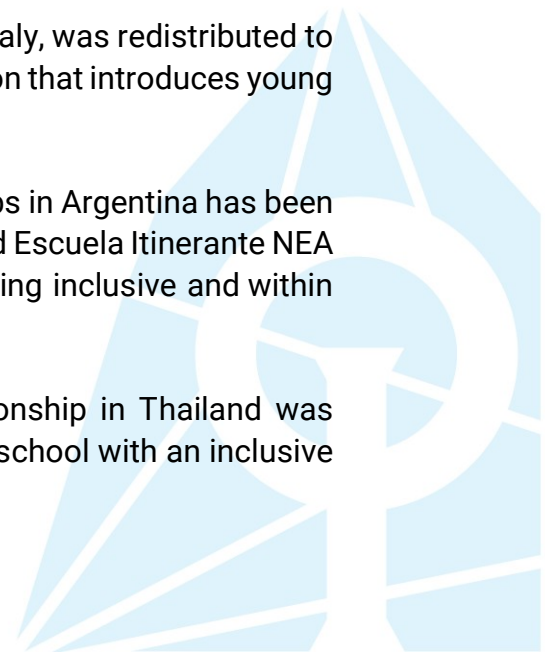 aly, was redistributed to
on that introduces young
os in Argentina has been
d Escuela Itinerante NEA
ing inclusive and within
onship in Thailand was
school with an inclusive